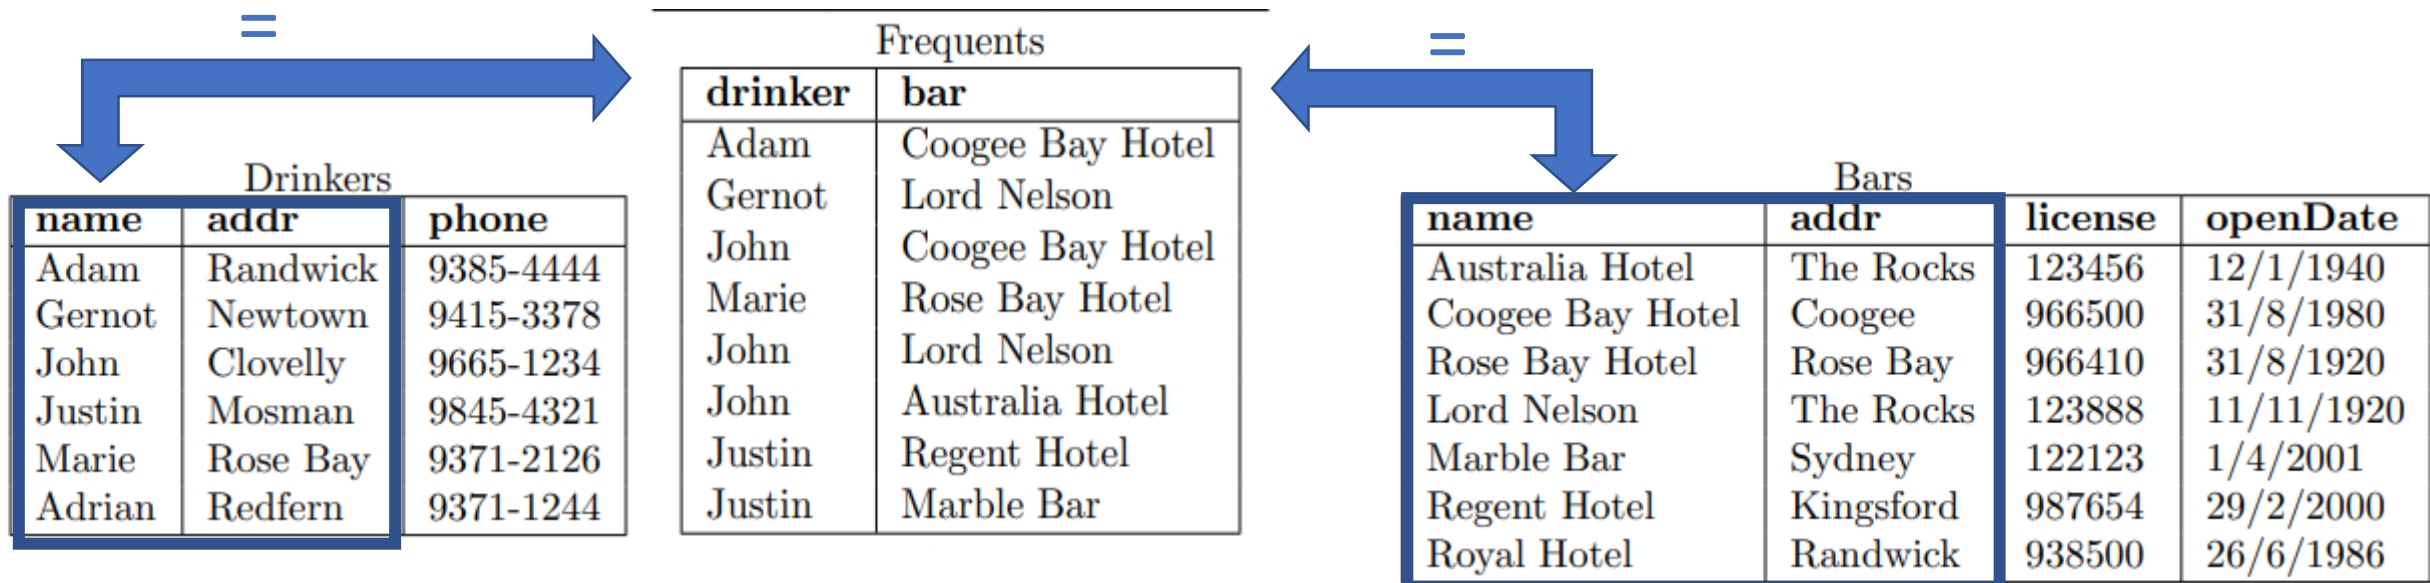 =
=
Frequents
drinker bar
Adam Coogee Bay Hotel
Gernot Lord Nelson
John Coogee Bay Hotel
Marie Rose Bay Hotel
John Lord Nelson
John Australia Hotel
Justin Regent Hotel
Justin Marble Bar
Drinkers
name addr phone
Adam Randwick 9385-4444
Gernot Newtown 9415-3378
John Clovelly 9665-1234
Justin Mosman 9845-4321
Marie Rose Bay 9371-2126
Adrian Redfern 9371-1244
Bars
name addr license openDate
Australia Hotel The Rocks 123456 12/1/1940
Coogee Bay Hotel Coogee 966500 31/8/1980
Rose Bay Hotel Rose Bay 966410 31/8/1920
Lord Nelson The Rocks 123888 11/11/1920
Marble Bar Sydney 122123 1/4/2001
Regent Hotel Kingsford 987654 29/2/2000
Royal Hotel Randwick 938500 26/6/1986